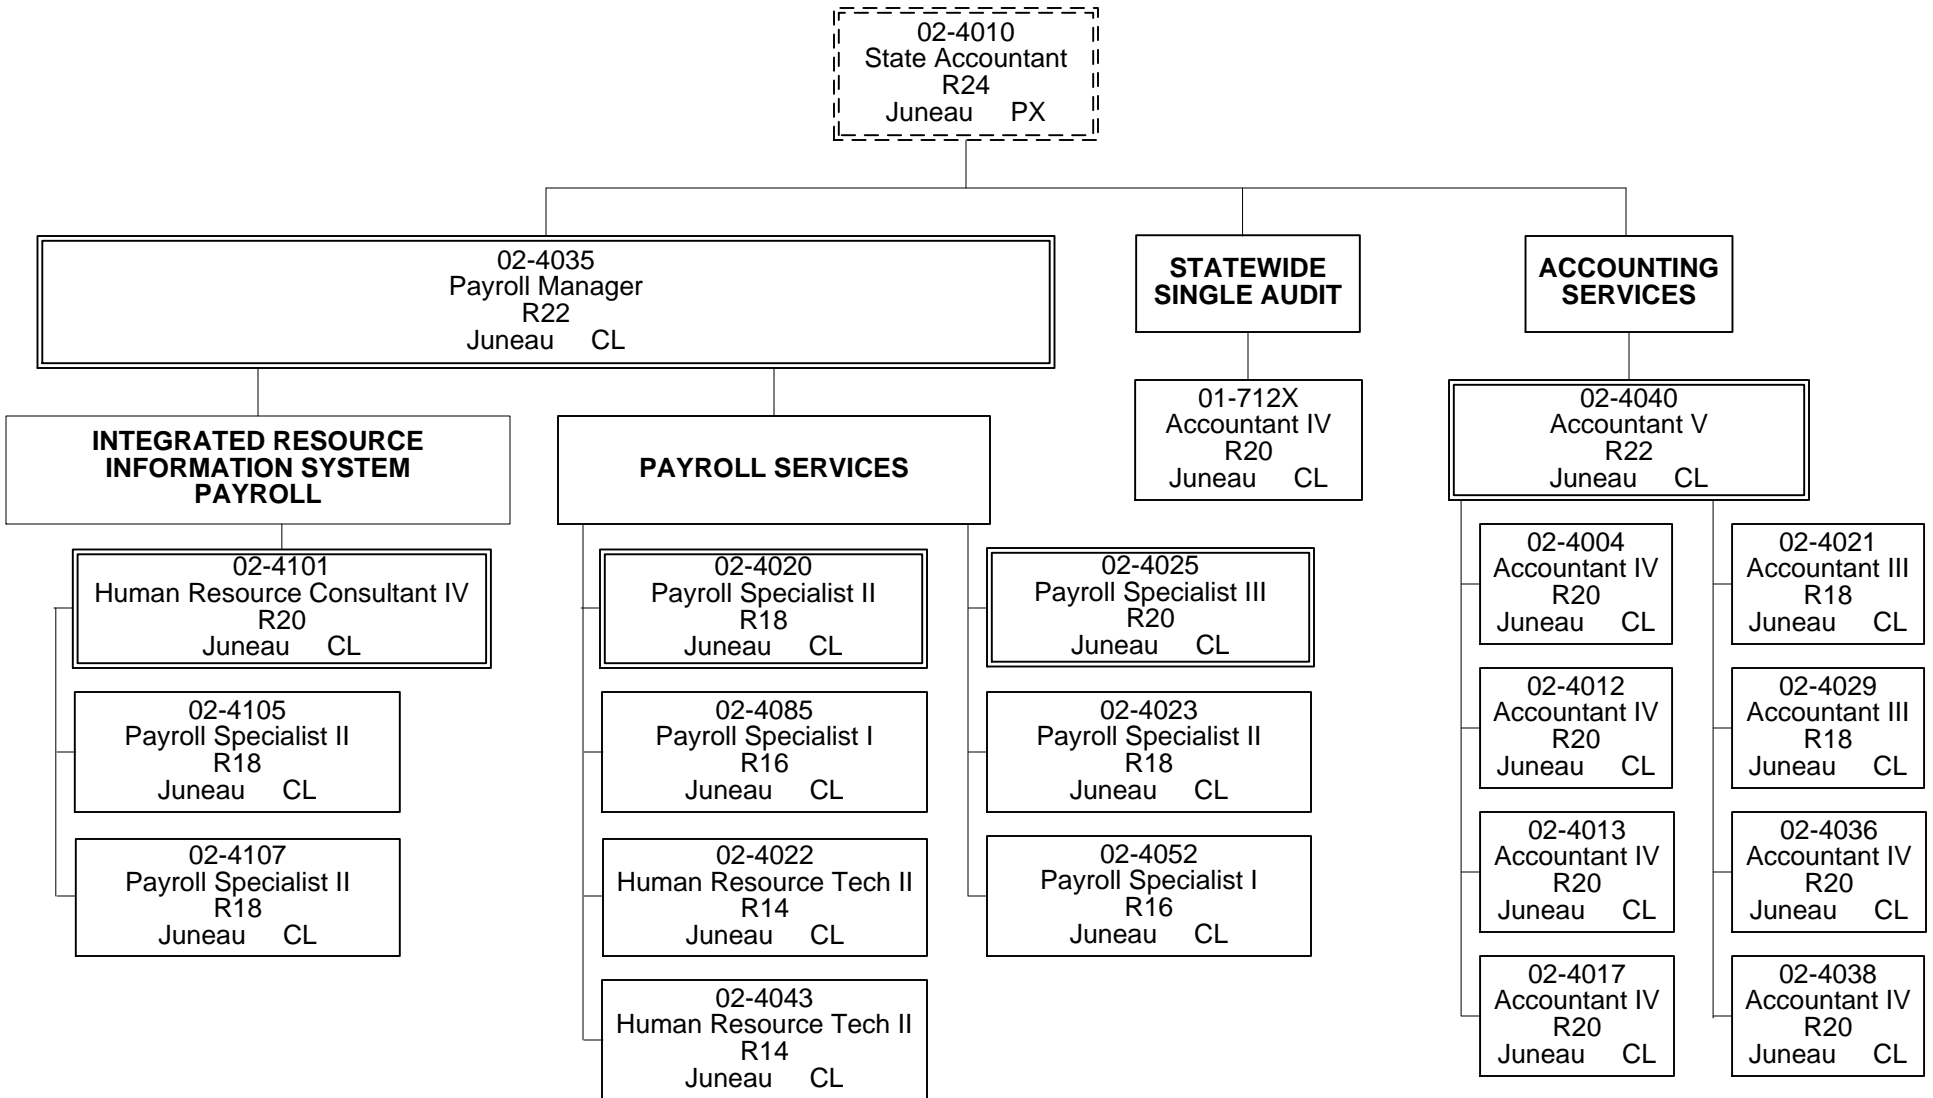 02-4010
State Accountant
R24
Juneau PX
02-4035
Payroll Manager
R22
Juneau CL
STATEWIDE
SINGLE AUDIT
ACCOUNTING
SERVICES
INTEGRATED RESOURCE
INFORMATION SYSTEM
PAYROLL
PAYROLL SERVICES
01-712X
Accountant IV
R20
Juneau CL
02-4040
Accountant V
R22
Juneau CL
02-4101
Human Resource Consultant IV
R20
Juneau CL
02-4105
Payroll Specialist II
R18
Juneau CL
02-4107
Payroll Specialist II
R18
Juneau CL
02-4020
Payroll Specialist II
R18
Juneau CL
02-4085
Payroll Specialist I
R16
Juneau CL
02-4022
Human Resource Tech II
R14
Juneau CL
02-4043
Human Resource Tech II
R14
Juneau CL
02-4025
Payroll Specialist III
R20
Juneau CL
02-4023
Payroll Specialist II
R18
Juneau CL
02-4052
Payroll Specialist I
R16
Juneau CL
02-4004
Accountant IV
R20
Juneau CL
02-4012
Accountant IV
R20
Juneau CL
02-4013
Accountant IV
R20
Juneau CL
02-4017
Accountant IV
R20
Juneau CL
02-4021
Accountant III
R18
Juneau CL
02-4029
Accountant III
R18
Juneau CL
02-4036
Accountant IV
R20
Juneau CL
02-4038
Accountant IV
R20
Juneau CL